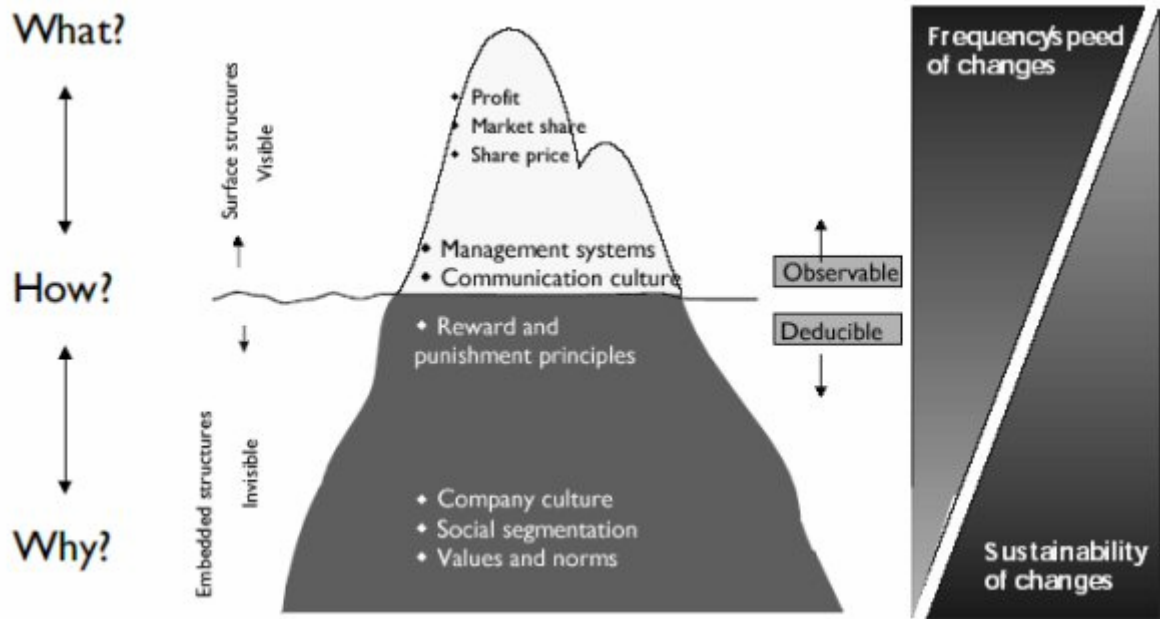 What?
How?
Why?
Surface structures
Visible
Embedded structures
Invisible
Profit
Market share
Share price
Management systems
Communication culture
Reward and
punishment principles
Company culture
Social segmentation
Values and norms
Observable
Deducible
Frequency/speed
of changes
Sustainability
of changes